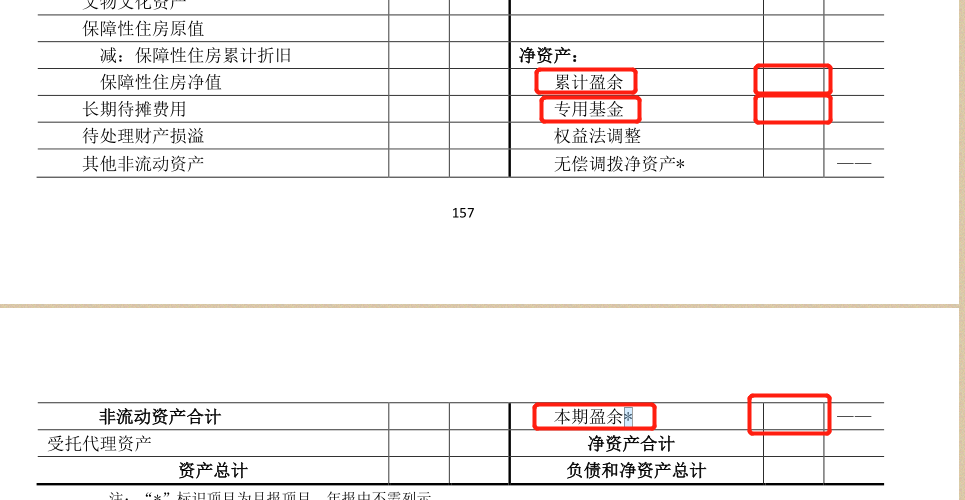 文物文化资产
保障性住房原值
减：保障性住房累计折旧 净资产：
保障性住房净值 累计盈余
长期待摊费用 专用基金
待处理财产损溢 权益法调整
其他非流动资产 无偿调拨净资产* ——
157
非流动资产合计 本期盈余* ——
受托代理资产 净资产合计
资产总计 负债和净资产总计
注：“*”标识项目为月报项目，年报中不需列示